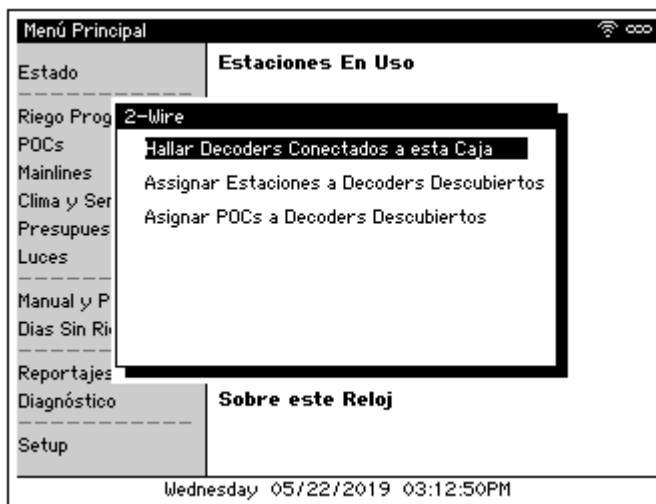 Menú Principal
Estado
Estaciones En Uso
Riego Prog
POCs
Mainlines
Clima y Ser
Presupues
Luces
Manual y P
Dias Sin Ri
Reportajes
Diagnóstico
Setup
2-Wire
Hallar Decoders Conectados a esta Caja
Assignar Estaciones a Decoders Descubiertos
Asignar POCs a Decoders Descubiertos
Sobre este Reloj
Wednesday 05/22/2019 03:12:50PM